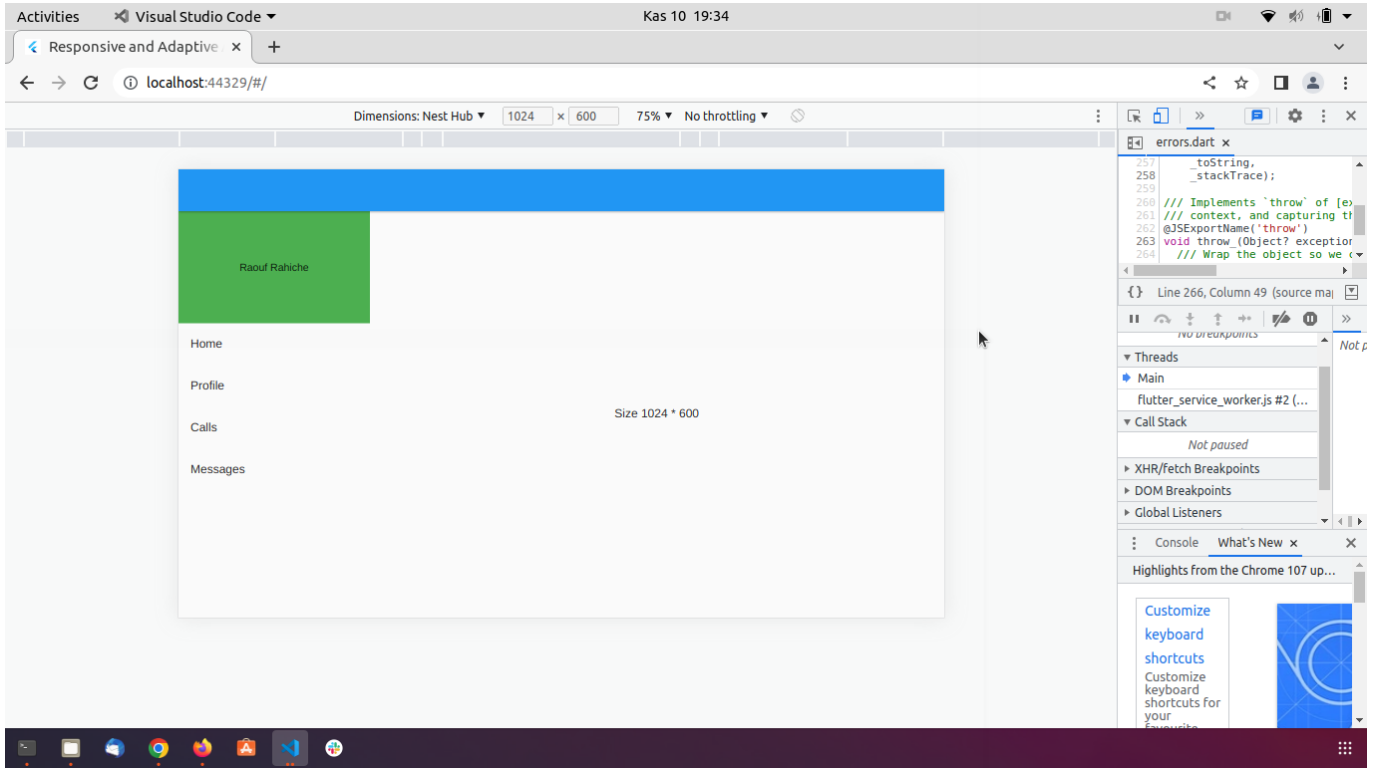 Activities Visual Studio Code Kas 10 19:34
Responsive and Adaptive
localhost:44329/#/
Dimensions: Nest Hub 1024 × 600 75% No throttling
errors.dart
257 _toString,
258 _stackTrace);
259
260 /// Implements `throw` of [ex
261 /// context, and capturing th
262 @JSExportName('throw')
263 void throw_(Object? exception
264 /// Wrap the object so we c
{} Line 266, Column 49 (source map
No breakpoints
Not p
Threads
Main
flutter_service_worker.js #2 (...
Call Stack
Not paused
XHR/fetch Breakpoints
DOM Breakpoints
Global Listeners
Console What's New
Highlights from the Chrome 107 up...
Customize
keyboard
shortcuts
Customize
keyboard
shortcuts for
your
favourite
Raouf Rahiche
Home
Profile
Calls
Messages
Size 1024 * 600